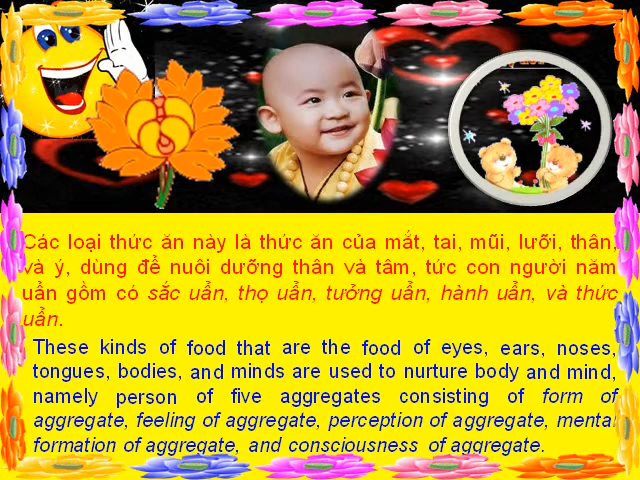 Các loại thức ăn này là thức ăn của mắt, tai, mũi, lưỡi, thân,
và ý, dùng để nuôi dưỡng thân và tâm, tức con người năm
uẩn gồm có sắc uẩn, thọ uẩn, tưởng uẩn, hành uẩn, và thức
uẩn.
These kinds of food that are the food of eyes, ears, noses,
tongues, bodies, and minds are used to nurture body and mind,
namely person of five aggregates consisting of form of
aggregate, feeling of aggregate, perception of aggregate, mental
formation of aggregate, and consciousness of aggregate.